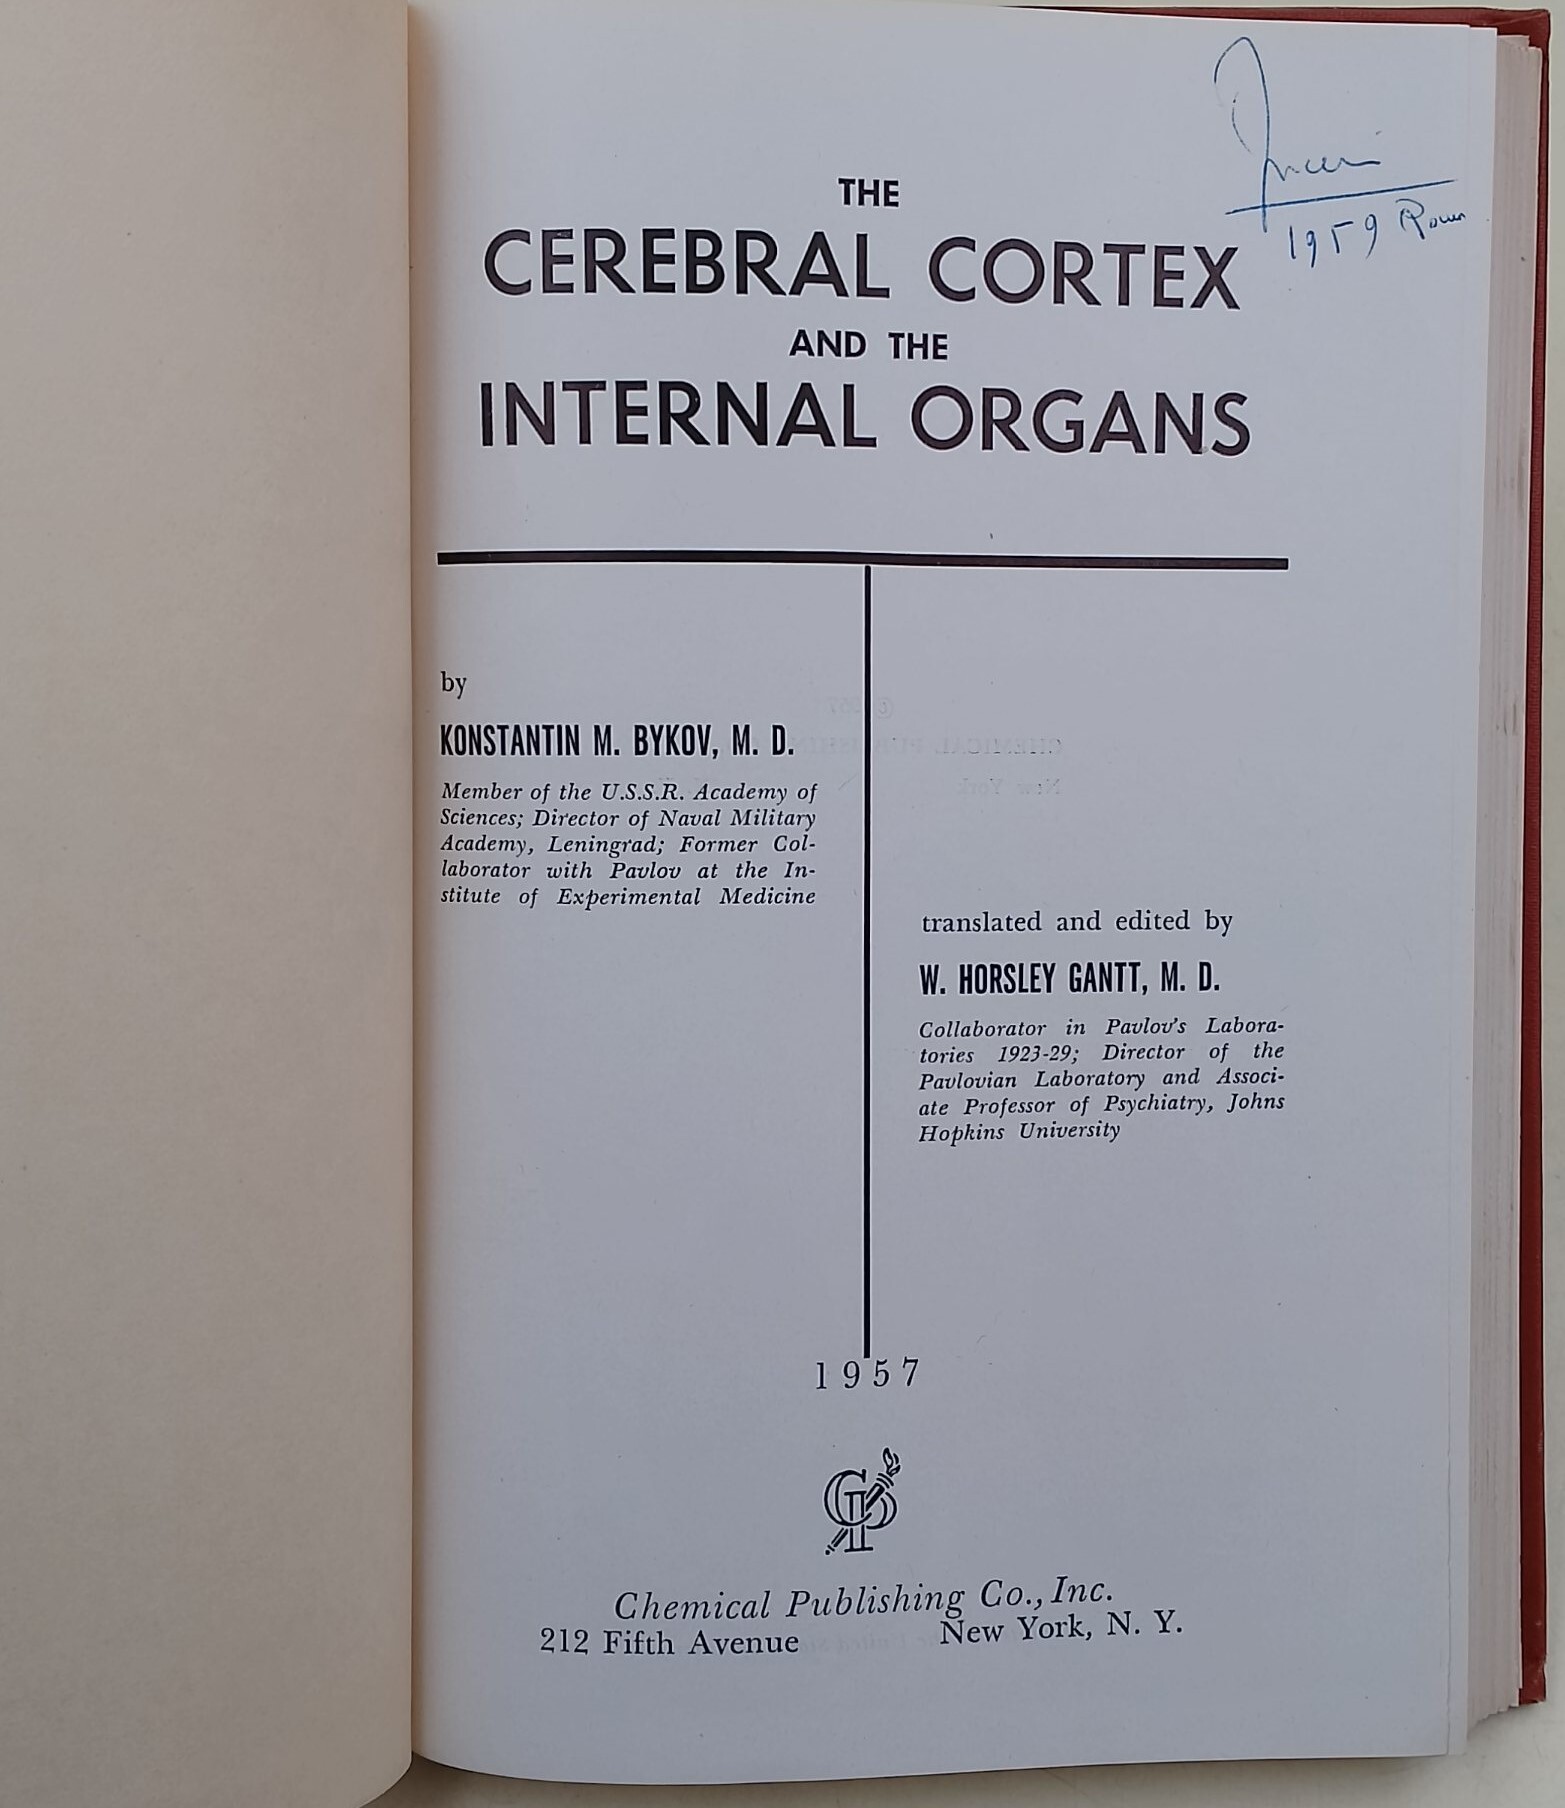 1959
THE
CEREBRAL CORTEX
AND THE
INTERNAL ORGANS
by
KONSTANTIN M. BYKOV, M. D.
Member of the U.S.S.R. Academy of
Sciences; Director of Naval Military
Academy, Leningrad; Former Col-
laborator with Pavlov at the In-
stitute of Experimental Medicine
translated and edited by
W. HORSLEY GANTT, M. D.
Collaborator in Pavlov's Labora-
tories 1923-29; Director of the
Pavlovian Laboratory and Associ-
ate Professor of Psychiatry, Johns
Hopkins University
1957
Chemical Publishing Co., Inc.
212 Fifth Avenue New York, N. Y.